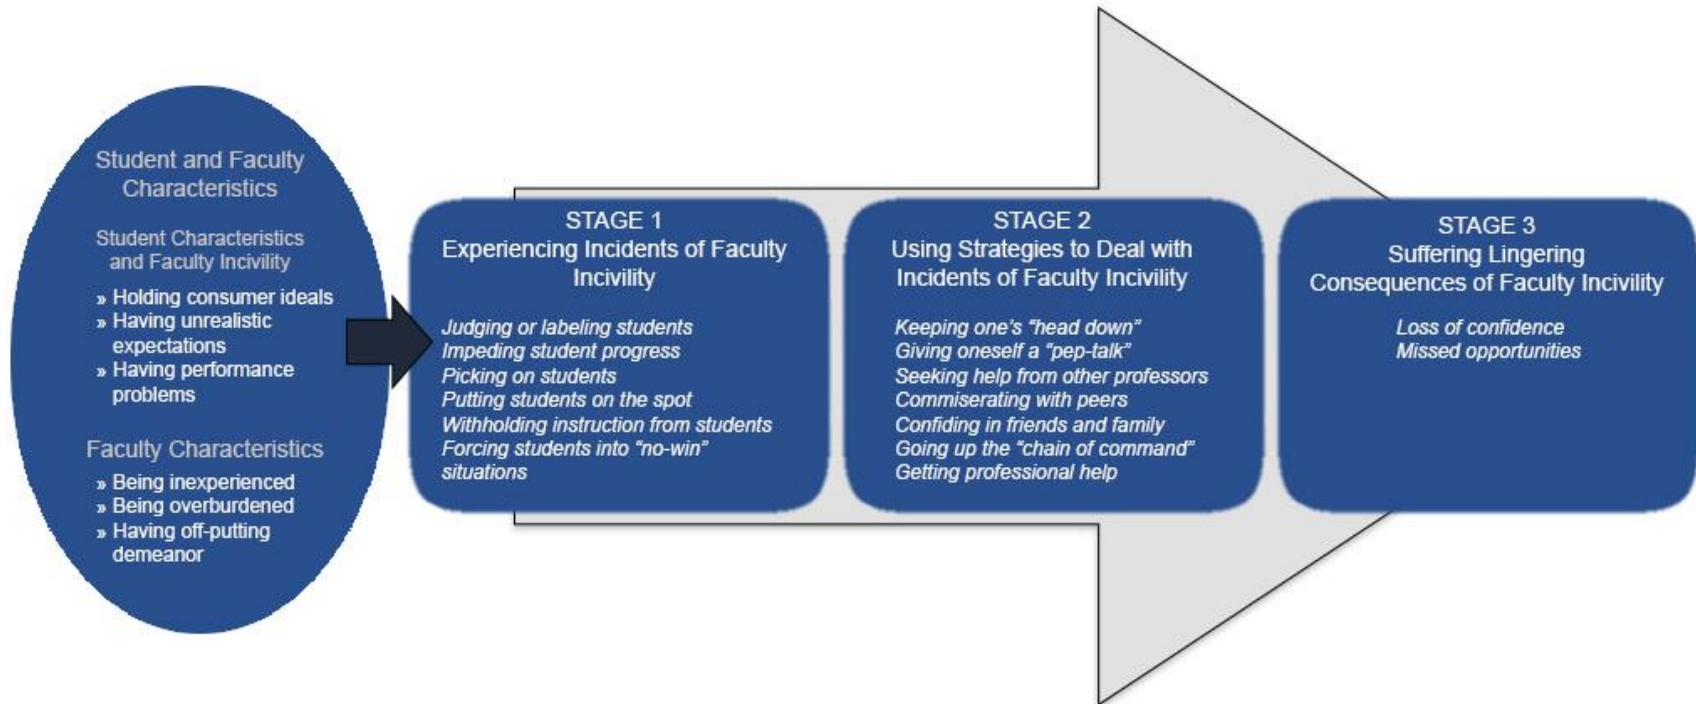 Student and Faculty
Characteristics
Student Characteristics
and Faculty Incivility
» Holding consumer ideals
» Having unrealistic
expectations
» Having performance
problems
Faculty Characteristics
» Being inexperienced
» Being overburdened
» Having off-putting
demeanor
STAGE 1
Experiencing Incidents of Faculty
Incivility
Judging or labeling students
Impeding student progress
Picking on students
Putting students on the spot
Withholding instruction from students
Forcing students into “no-win”
situations
STAGE 2
Using Strategies to Deal with
Incidents of Faculty Incivility
Keeping one’s “head down”
Giving oneself a “pep-talk”
Seeking help from other professors
Commiserating with peers
Confiding in friends and family
Going up the “chain of command”
Getting professional help
STAGE 3
Suffering Lingering
Consequences of Faculty Incivility
Loss of confidence
Missed opportunities